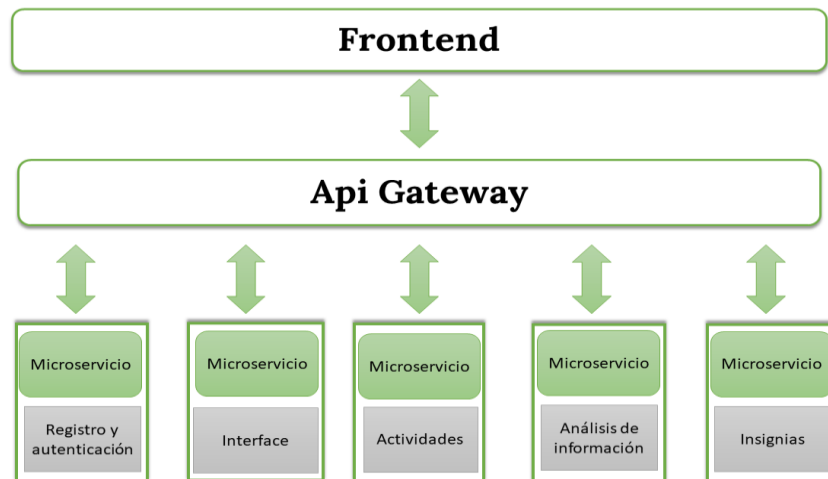 Frontend
Api Gateway
Microservicio
Microservicio
Microservicio
Microservicio
Microservicio
Registro y
autenticación
Interface
Actividades
Análisis de
información
Insignias